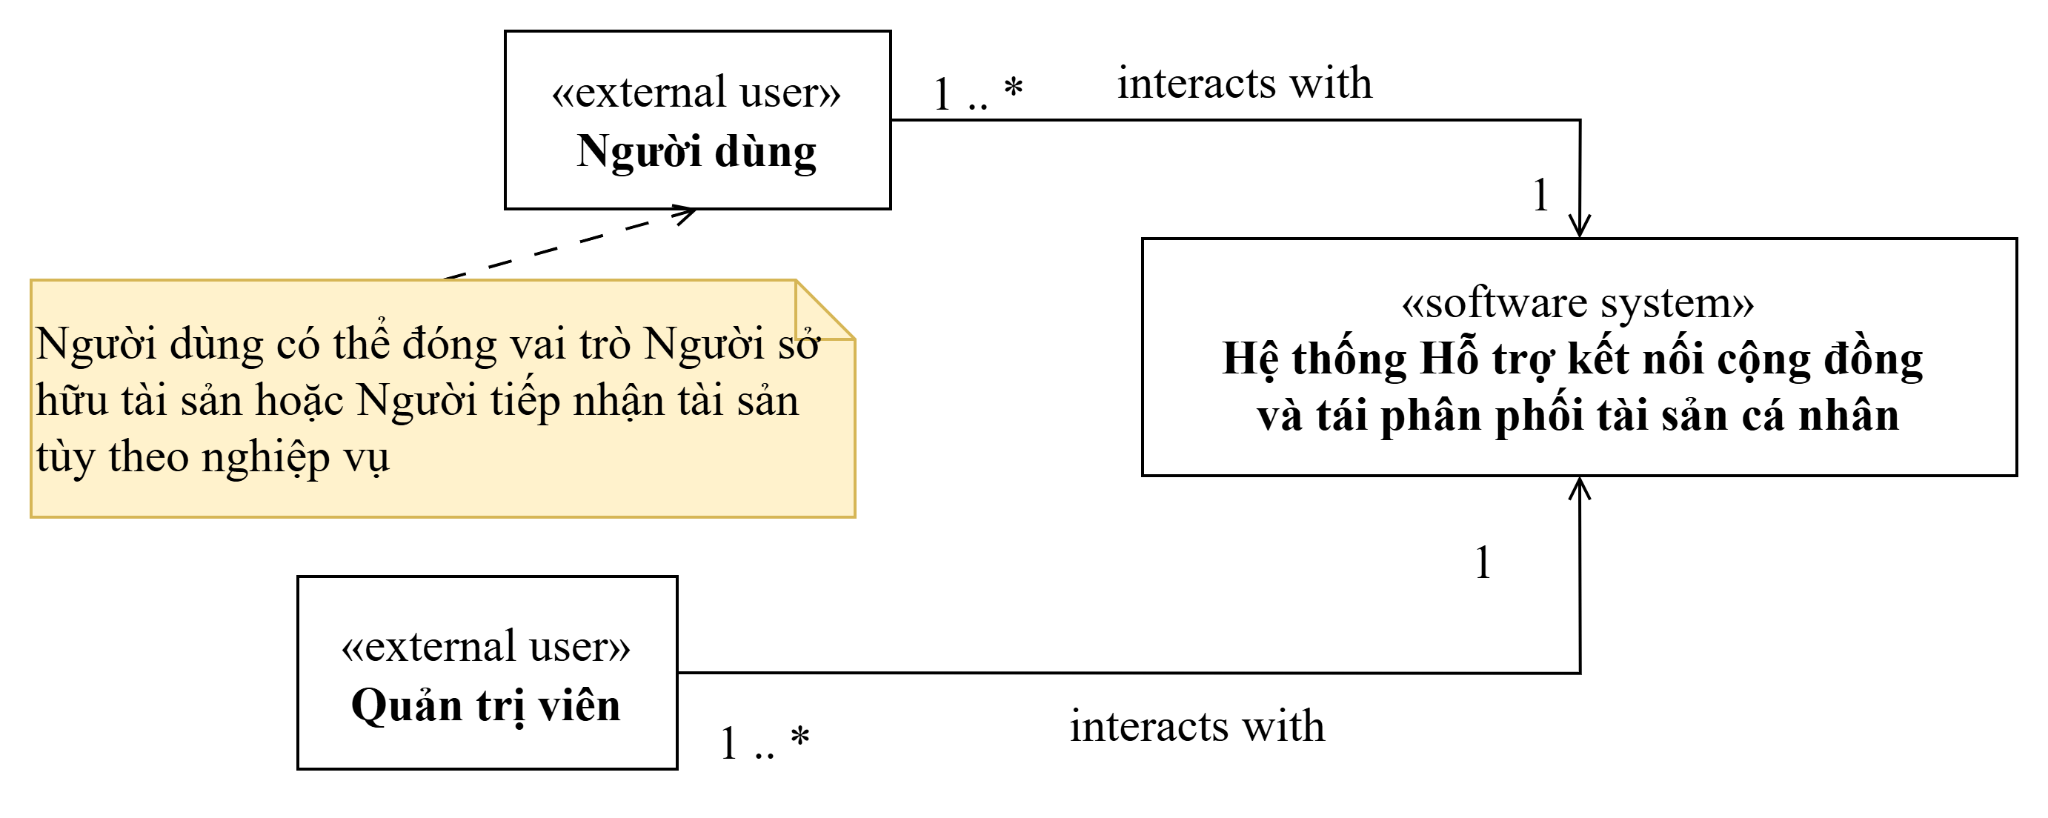 «external user»
Người dùng
1 .. *
interacts with
1
«software system»
Hệ thống Hỗ trợ kết nối cộng đồng
và tái phân phối tài sản cá nhân
Người dùng có thể đóng vai trò Người sở
hữu tài sản hoặc Người tiếp nhận tài sản
tùy theo nghiệp vụ
1
«external user»
Quản trị viên
1 .. *
interacts with